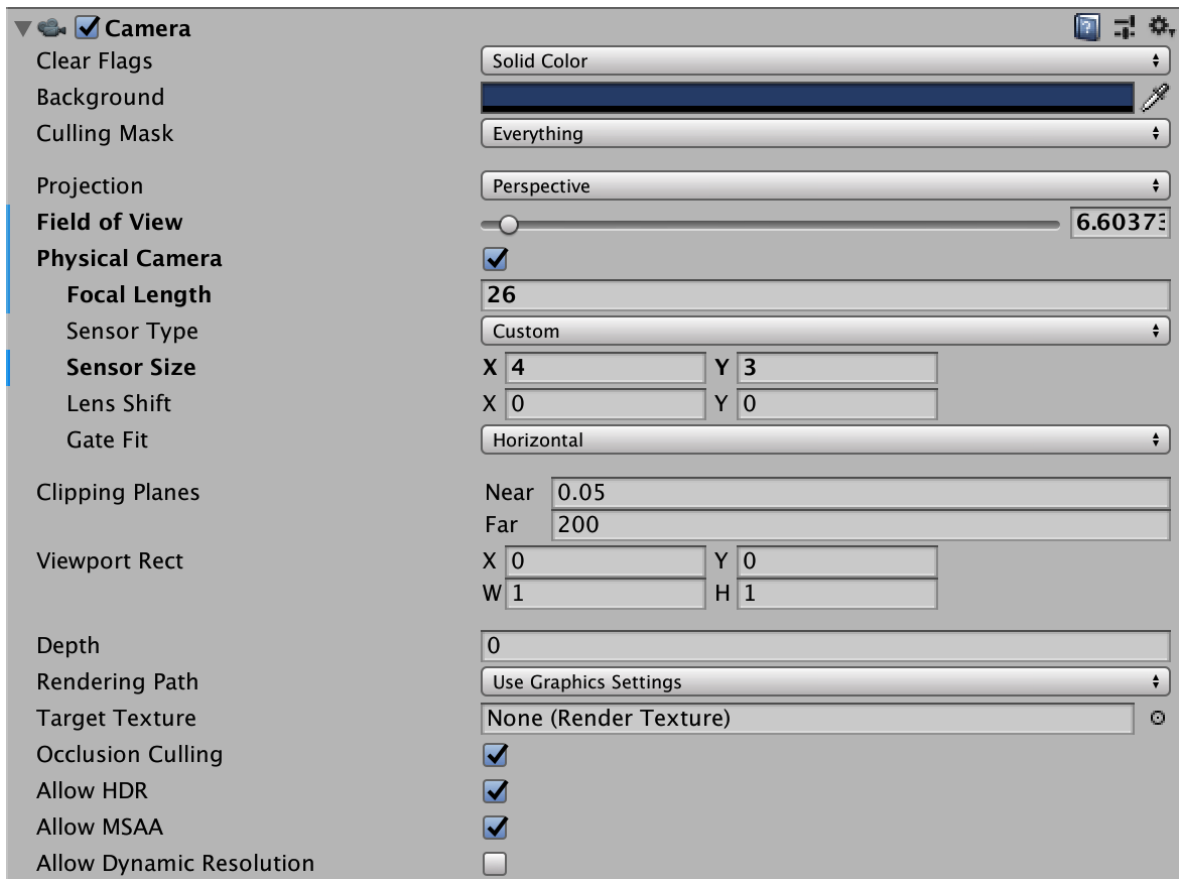 Camera
Clear Flags Solid Color
Background
Culling Mask Everything
Projection Perspective
Field of View 6.60373
Physical Camera
Focal Length 26
Sensor Type Custom
Sensor Size X 4 Y 3
Lens Shift X 0 Y 0
Gate Fit Horizontal
Clipping Planes Near 0.05
Far 200
Viewport Rect X 0 Y 0
W 1 H 1
Depth 0
Rendering Path Use Graphics Settings
Target Texture None (Render Texture)
Occlusion Culling
Allow HDR
Allow MSAA
Allow Dynamic Resolution